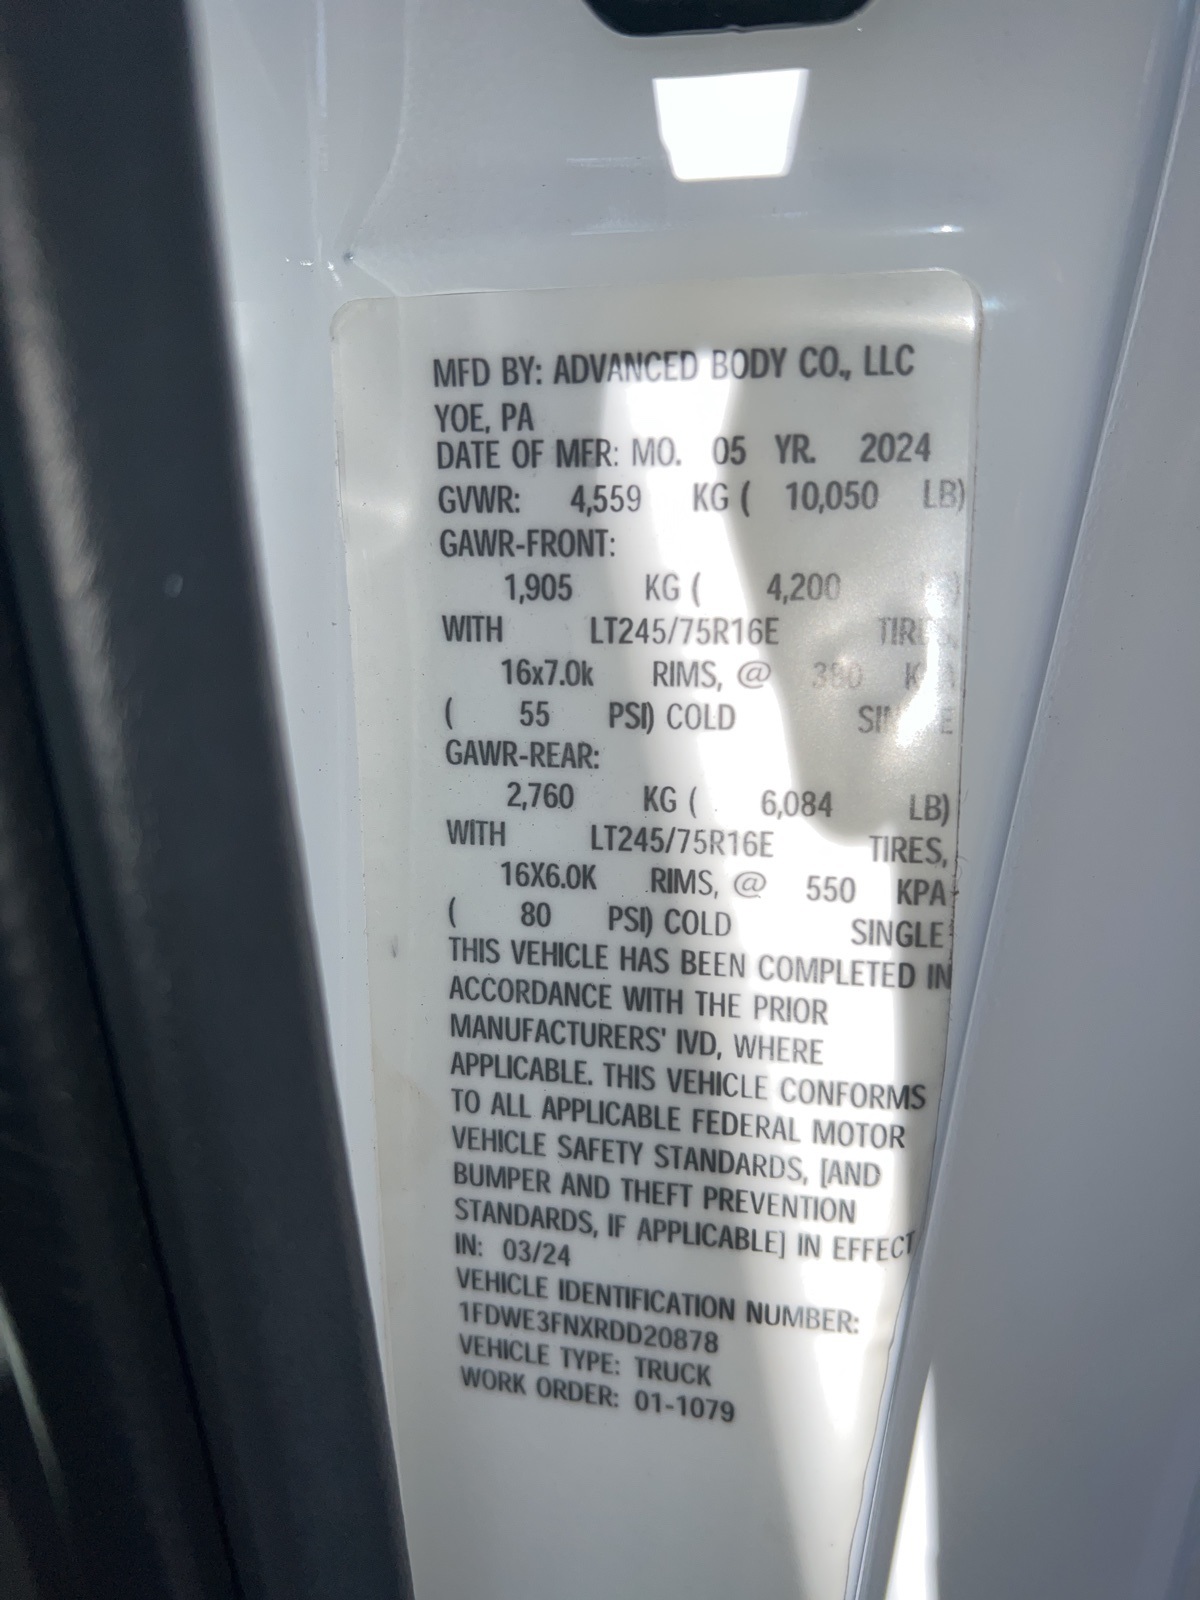 MFD BY: ADVANCED BODY CO., LLC
YOE, PA
DATE OF MFR: MO. 05 YR. 2024
GVWR: 4,559 KG ( 10,050 LB)
GAWR-FRONT:
1,905 KG ( 4,200
WITH LT245/75R16E TIRES,
16x7.0k RIMS, @ 380 KPA
( 55 PSI) COLD SINGLE
GAWR-REAR:
2,760 KG ( 6,084 LB)
WITH LT245/75R16E TIRES,
16X6.0K RIMS, @ 550 KPA
( 80 PSI) COLD SINGLE
THIS VEHICLE HAS BEEN COMPLETED IN
ACCORDANCE WITH THE PRIOR
MANUFACTURERS' IVD, WHERE
APPLICABLE. THIS VEHICLE CONFORMS
TO ALL APPLICABLE FEDERAL MOTOR
VEHICLE SAFETY STANDARDS, [AND
BUMPER AND THEFT PREVENTION
STANDARDS, IF APPLICABLE] IN EFFECT
IN: 03/24
VEHICLE IDENTIFICATION NUMBER:
1FDWE3FNXRDD20878
VEHICLE TYPE: TRUCK
WORK ORDER: 01-1079